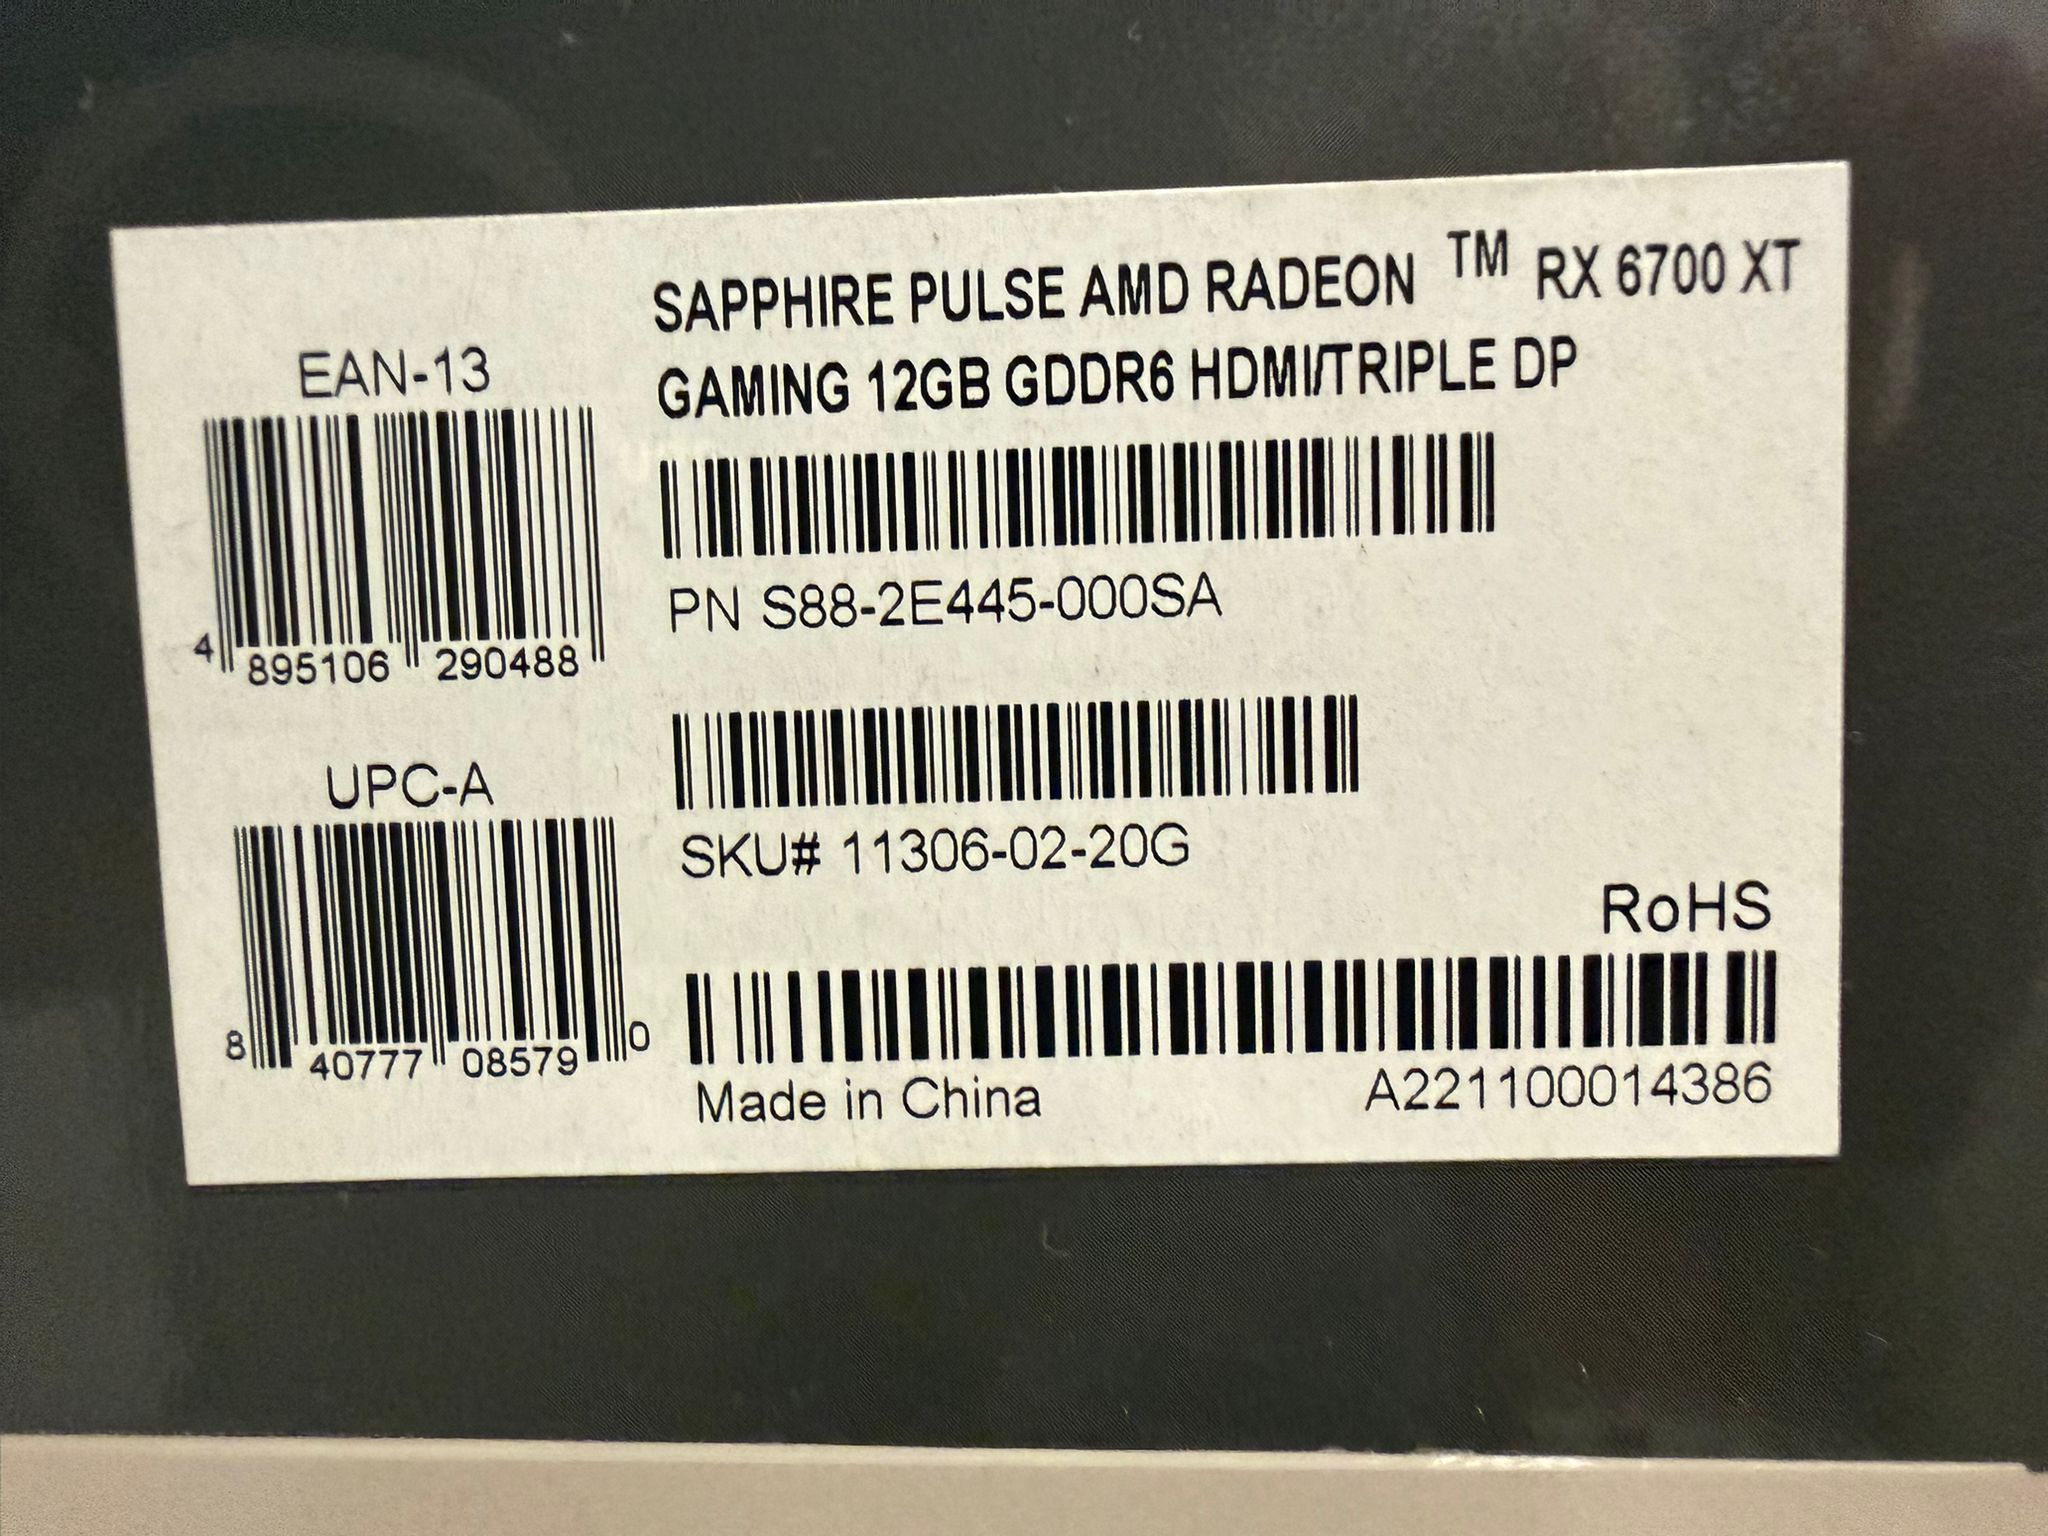 SAPPHIRE PULSE AMD RADEON ™ RX 6700 XT
GAMING 12GB GDDR6 HDMI/TRIPLE DP
EAN-13
4 895106 290488
PN S88-2E445-000SA
UPC-A
8 40777 08579 0
SKU# 11306-02-20G
RoHS
Made in China
A221100014386